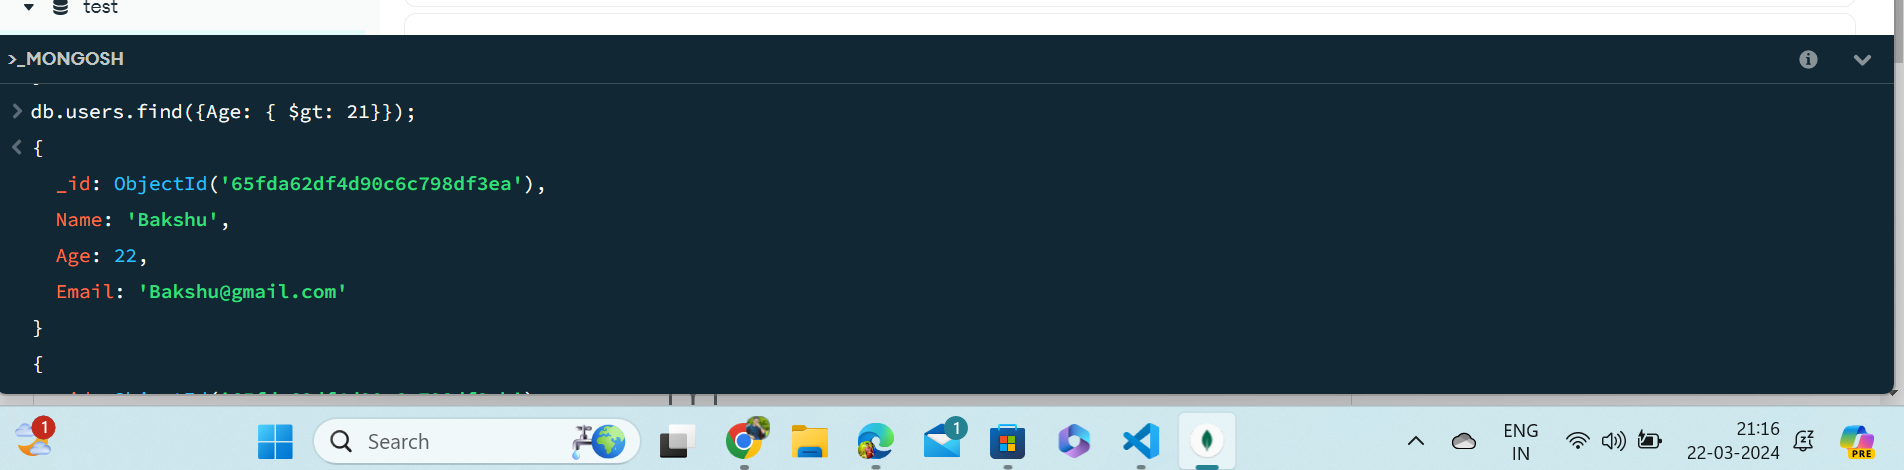 test
>_MONGOSH
db.users.find({Age: { $gt: 21}});
{
_id: ObjectId('65fda62df4d90c6c798df3ea'),
Name: 'Bakshu',
Age: 22,
Email: 'Bakshu@gmail.com'
}
{
1
Search
1
ENG
IN
21:16
22-03-2024
PRE